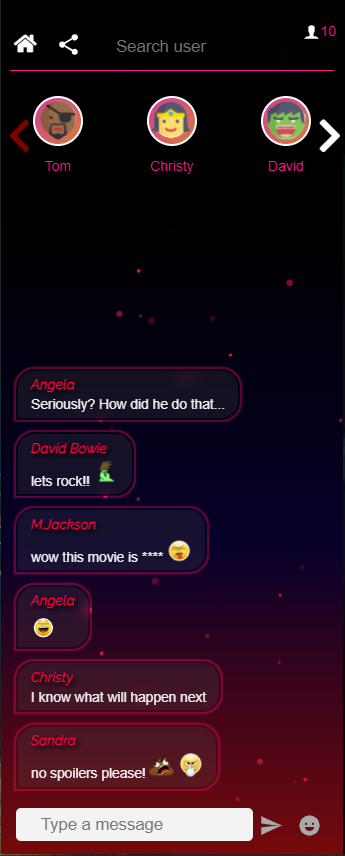 Search user
10
Tom
Christy
David
Angela
Seriously? How did he do that...
David Bowie
lets rock!!
M.Jackson
wow this movie is ****
Angela
Christy
I know what will happen next
Sandra
no spoilers please!
Type a message